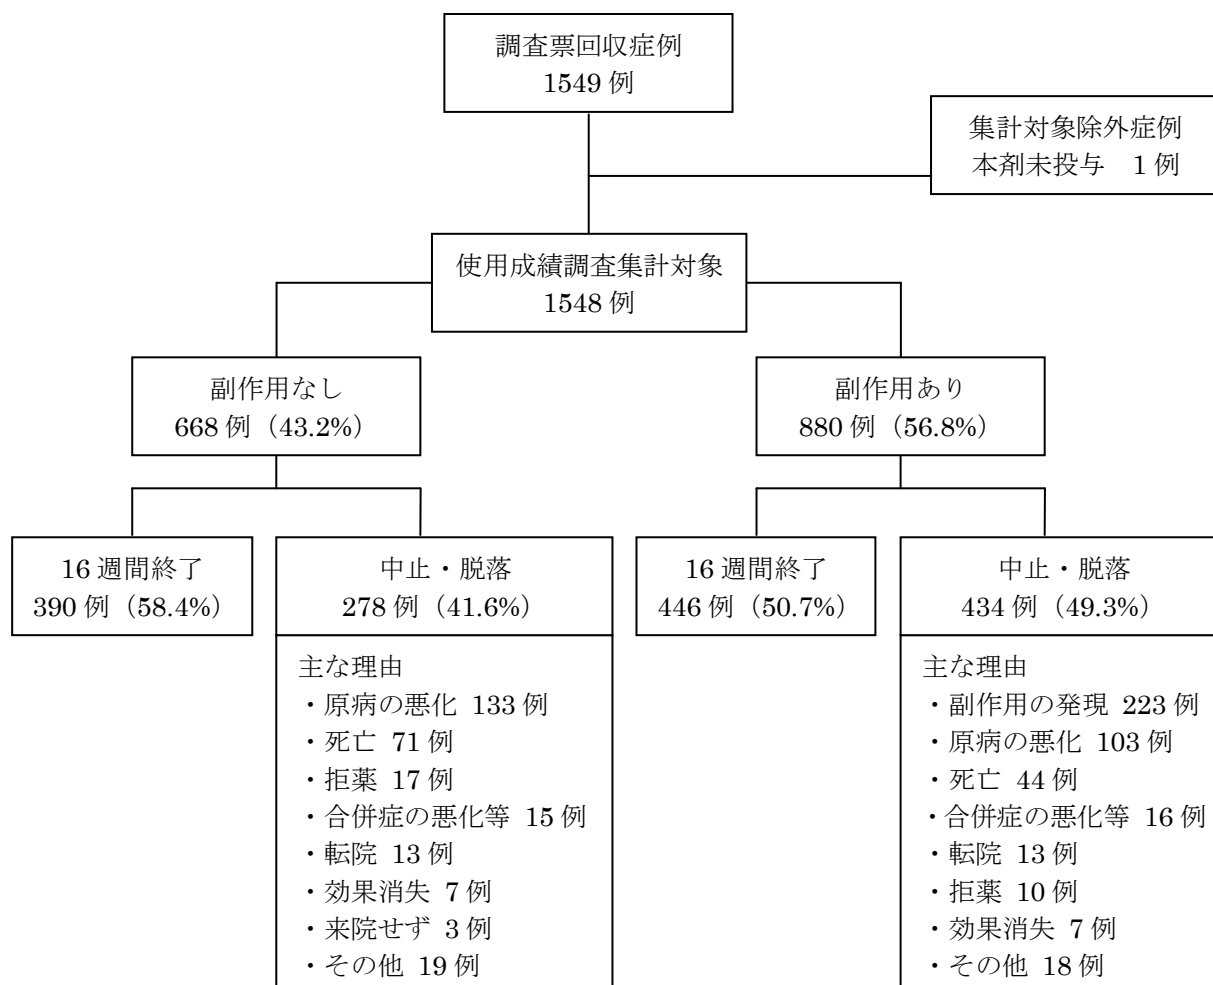 調査票回収症例
1549 例
集計対象除外症例
本剤未投与　1 例
使用成績調査集計対象
1548 例
副作用なし
668 例（43.2%）
副作用あり
880 例（56.8%）
16 週間終了
390 例（58.4%）
中止・脱落
278 例（41.6%）
主な理由
・原病の悪化 133 例
・死亡 71 例
・拒薬 17 例
・合併症の悪化等 15 例
・転院 13 例
・効果消失 7 例
・来院せず 3 例
・その他 19 例
16 週間終了
446 例（50.7%）
中止・脱落
434 例（49.3%）
主な理由
・副作用の発現 223 例
・原病の悪化 103 例
・死亡 44 例
・合併症の悪化等 16 例
・転院 13 例
・拒薬 10 例
・効果消失 7 例
・その他 18 例